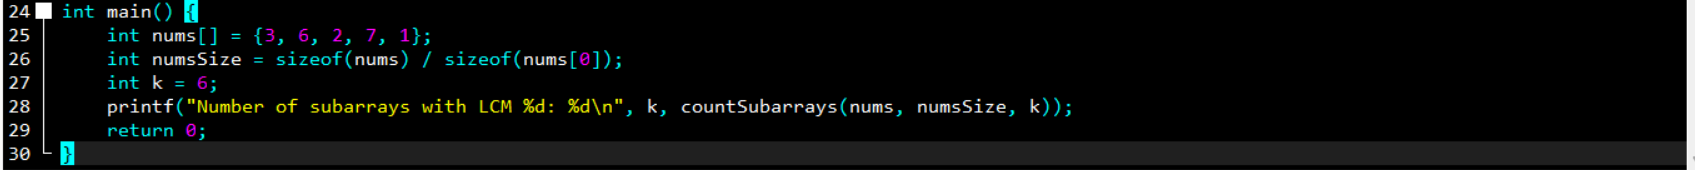 24 int main() {
25     int nums[] = {3, 6, 2, 7, 1};
26     int numsSize = sizeof(nums) / sizeof(nums[0]);
27     int k = 6;
28     printf("Number of subarrays with LCM %d: %d\n", k, countSubarrays(nums, numsSize, k));
29     return 0;
30 }